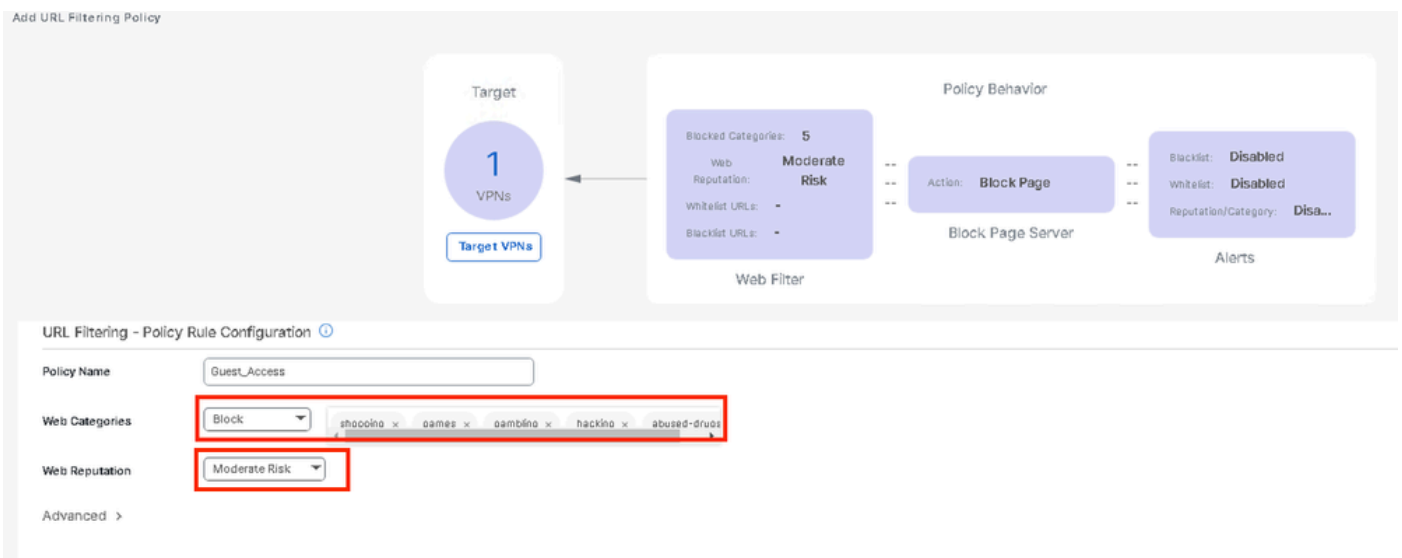 Add URL Filtering Policy
Target
1
VPNs
Target VPNs
Policy Behavior
Blocked Categories: 5
Web Reputation: Moderate Risk
Whitelist URLs: -
Blacklist URLs: -
Web Filter
Action: Block Page
Block Page Server
Blacklist: Disabled
Whitelist: Disabled
Reputation/Category: Disa...
Alerts
URL Filtering - Policy Rule Configuration
Policy Name Guest_Access
Web Categories Block shopping x games x gambling x hacking x abused-drugs
Web Reputation Moderate Risk
Advanced >